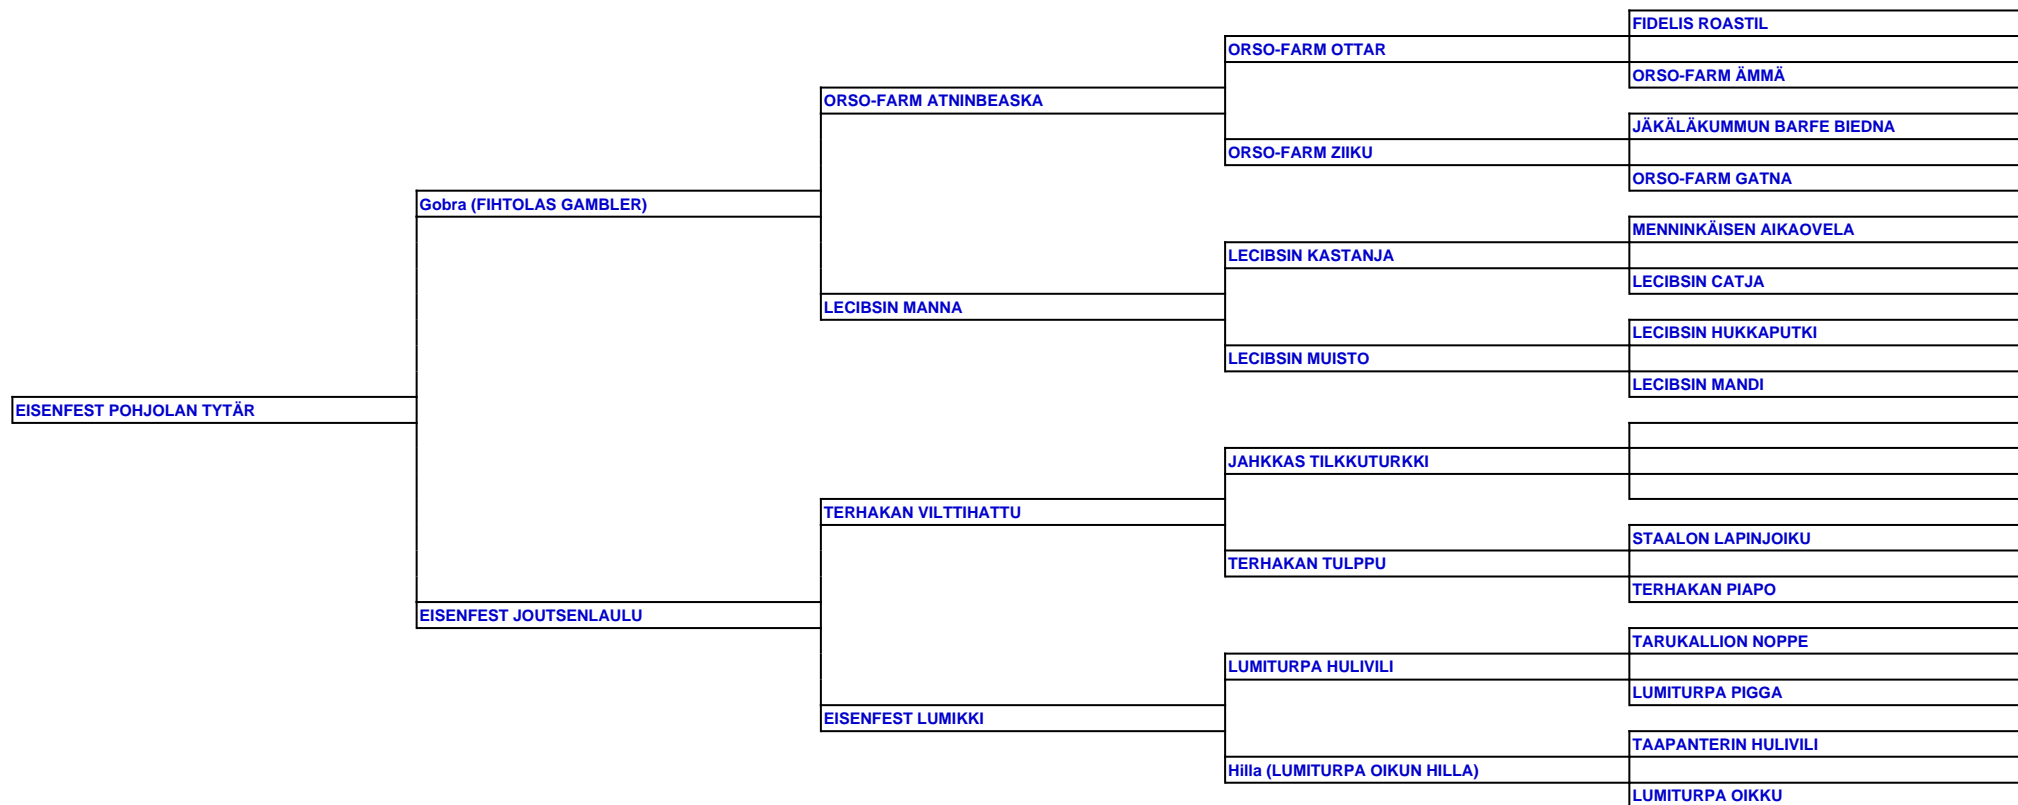 FIDELIS ROASTIL
ORSO-FARM OTTAR
ORSO-FARM ÄMMÄ
ORSO-FARM ATNINBEASKA
JÄKÄLÄKUMMUN BARFE BIEDNA
ORSO-FARM ZIIKU
ORSO-FARM GATNA
Gobra (FIHTOLAS GAMBLER)
MENNINKÄISEN AIKAOVELA
LECIBSIN KASTANJA
LECIBSIN CATJA
LECIBSIN MANNA
LECIBSIN HUKKAPUTKI
LECIBSIN MUISTO
LECIBSIN MANDI
EISENFEST POHJOLAN TYTÄR
JAHKKAS TILKKUTURKKI
TERHAKAN VILTTIHATTU
STAALON LAPINJOIKU
TERHAKAN TULPPU
TERHAKAN PIAPO
EISENFEST JOUTSENLAULU
TARUKALLION NOPPE
LUMITURPA HULIVILI
LUMITURPA PIGGA
EISENFEST LUMIKKI
TAAPANTERIN HULIVILI
Hilla (LUMITURPA OIKUN HILLA)
LUMITURPA OIKKU